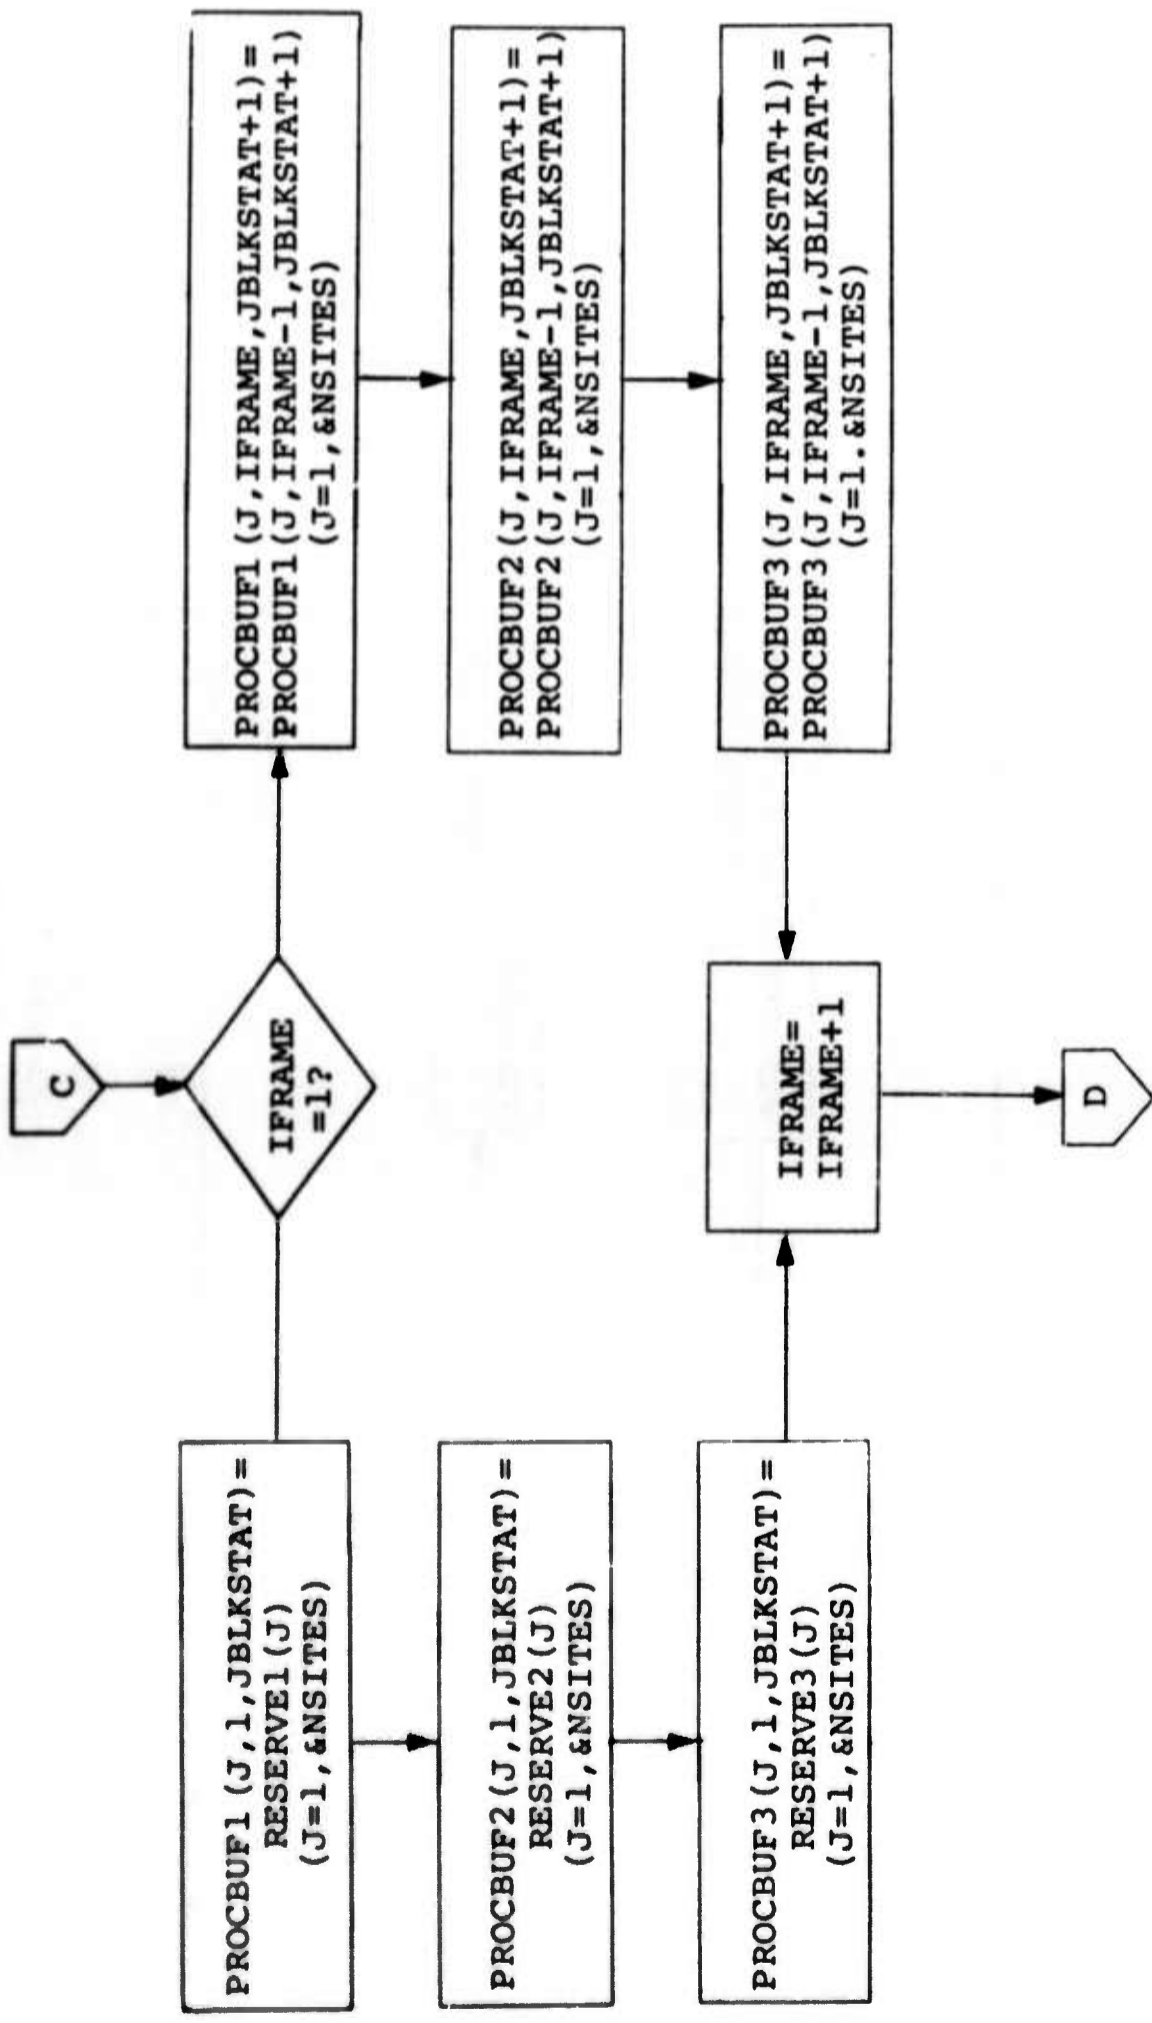 C
IFRAME
=1?
PROCBUF1(J,1,JBLKSTAT)=
RESERVE1(J)
(J=1,&NSITES)
PROCBUF2(J,1,JBLKSTAT)=
RESERVE2(J)
(J=1,&NSITES)
PROCBUF3(J,1,JBLKSTAT)=
RESERVE3(J)
(J=1,&NSITES)
PROCBUF1(J,IFRAME,JBLKSTAT+1)=
PROCBUF1(J,IFRAME-1,JBLKSTAT+1)
(J=1,&NSITES)
PROCBUF2(J,IFRAME,JBLKSTAT+1)=
PROCBUF2(J,IFRAME-1,JBLKSTAT+1)
(J=1,&NSITES)
PROCBUF3(J,IFRAME,JBLKSTAT+1)=
PROCBUF3(J,IFRAME-1,JBLKSTAT+1)
(J=1.&NSITES)
IFRAME=
IFRAME+1
D